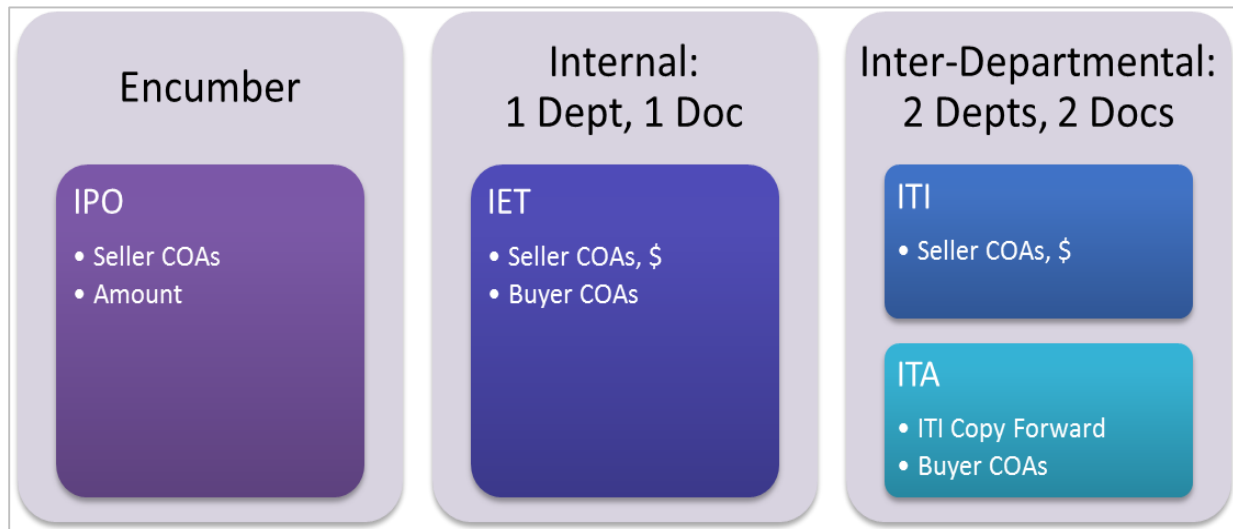 Encumber
IPO
• Seller COAs
• Amount
Internal:
1 Dept, 1 Doc
IET
• Seller COAs, $
• Buyer COAs
Inter-Departmental:
2 Depts, 2 Docs
ITI
• Seller COAs, $
ITA
• ITI Copy Forward
• Buyer COAs